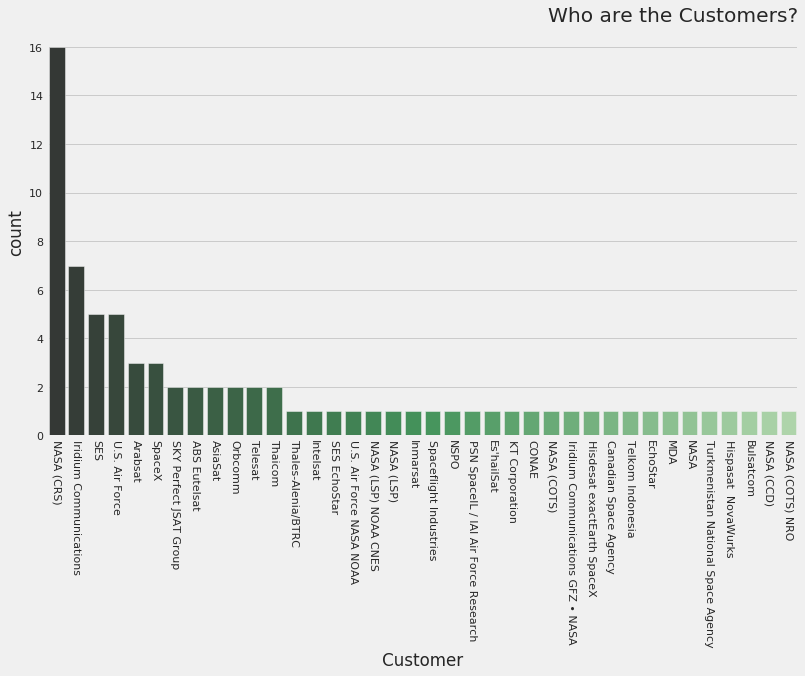 Who are the Customers?
16
14
12
10
8
6
4
2
0
count
NASA (CRS)
Iridium Communications
SES
U.S. Air Force
Arabsat
SpaceX
SKY Perfect JSAT Group
ABS Eutelsat
AsiaSat
Orbcomm
Telesat
Thaicom
Thales-Alenia/BTRC
Intelsat
SES EchoStar
U.S. Air Force NASA NOAA
NASA (LSP) NOAA CNES
NASA (LSP)
Inmarsat
Spaceflight Industries
NSPO
PSN SpaceIL / IAI Air Force Research
Es'hailSat
KT Corporation
CONAE
NASA (COTS)
Iridium Communications GFZ • NASA
Hisdesat exactEarth SpaceX
Canadian Space Agency
Telkom Indonesia
EchoStar
MDA
NASA
Turkmenistan National Space Agency
Hispasat  NovaWurks
Bulsatcom
NASA (CCD)
NASA (COTS) NRO
Customer